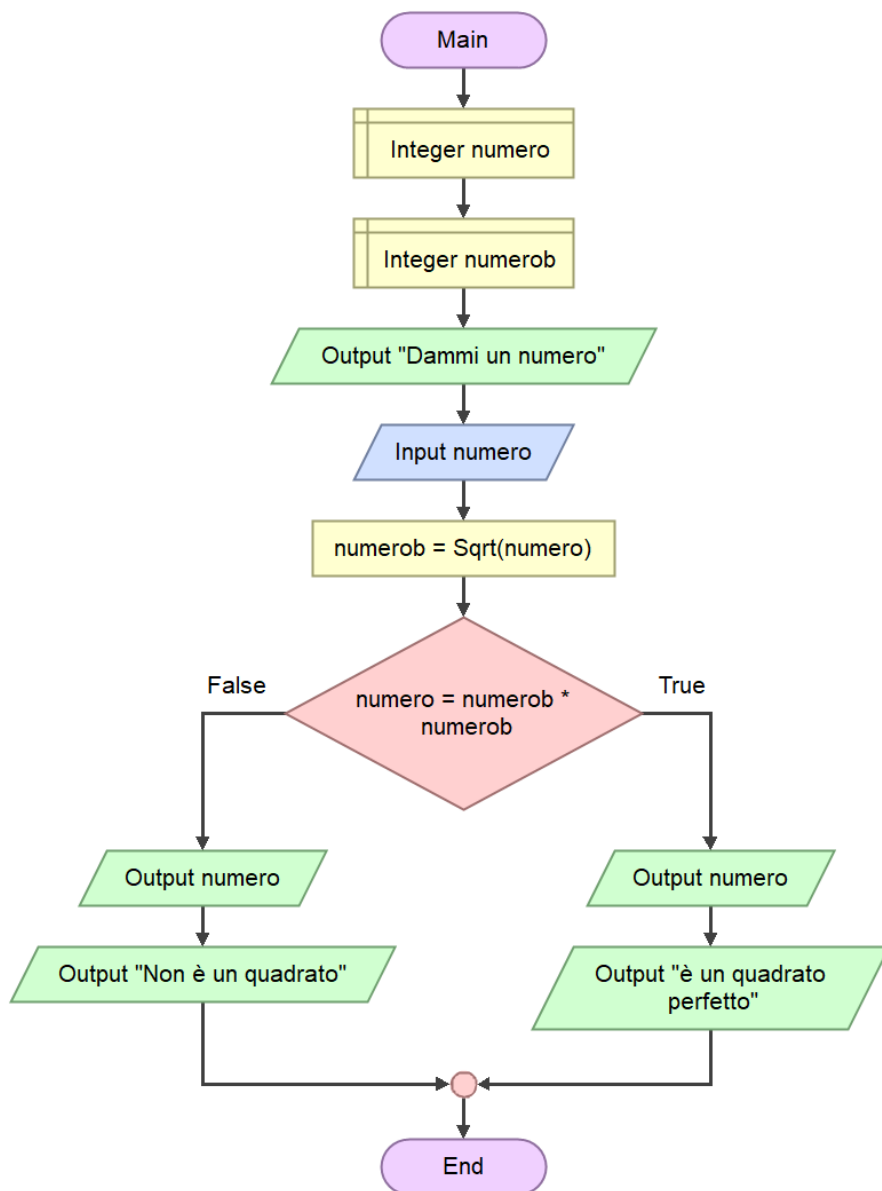 Main
Integer numero
Integer numerob
Output "Dammi un numero"
Input numero
numerob = Sqrt(numero)
False
True
numero = numerob *
numerob
Output numero
Output numero
Output "Non è un quadrato"
Output "è un quadrato
perfetto"
End